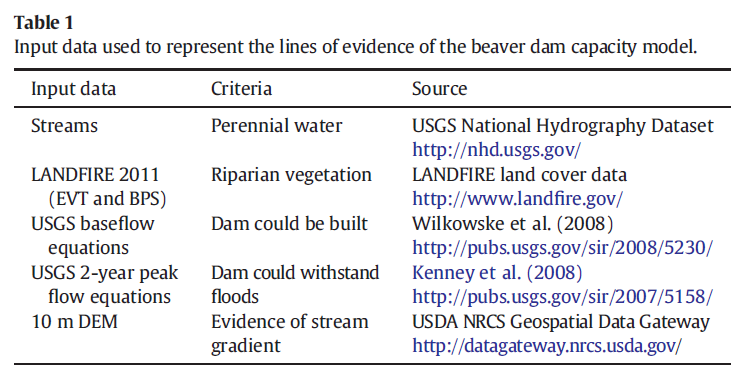 Table 1
Input data used to represent the lines of evidence of the beaver dam capacity model.
Input data Criteria Source
Streams Perennial water USGS National Hydrography Dataset
http://nhd.usgs.gov/
LANDFIRE 2011 Riparian vegetation LANDFIRE land cover data
(EVT and BPS) http://www.landfire.gov/
USGS baseflow Dam could be built Wilkowske et al. (2008)
equations http://pubs.usgs.gov/sir/2008/5230/
USGS 2-year peak Dam could withstand Kenney et al. (2008)
flow equations floods http://pubs.usgs.gov/sir/2007/5158/
10 m DEM Evidence of stream USDA NRCS Geospatial Data Gateway
gradient http://datagateway.nrcs.usda.gov/